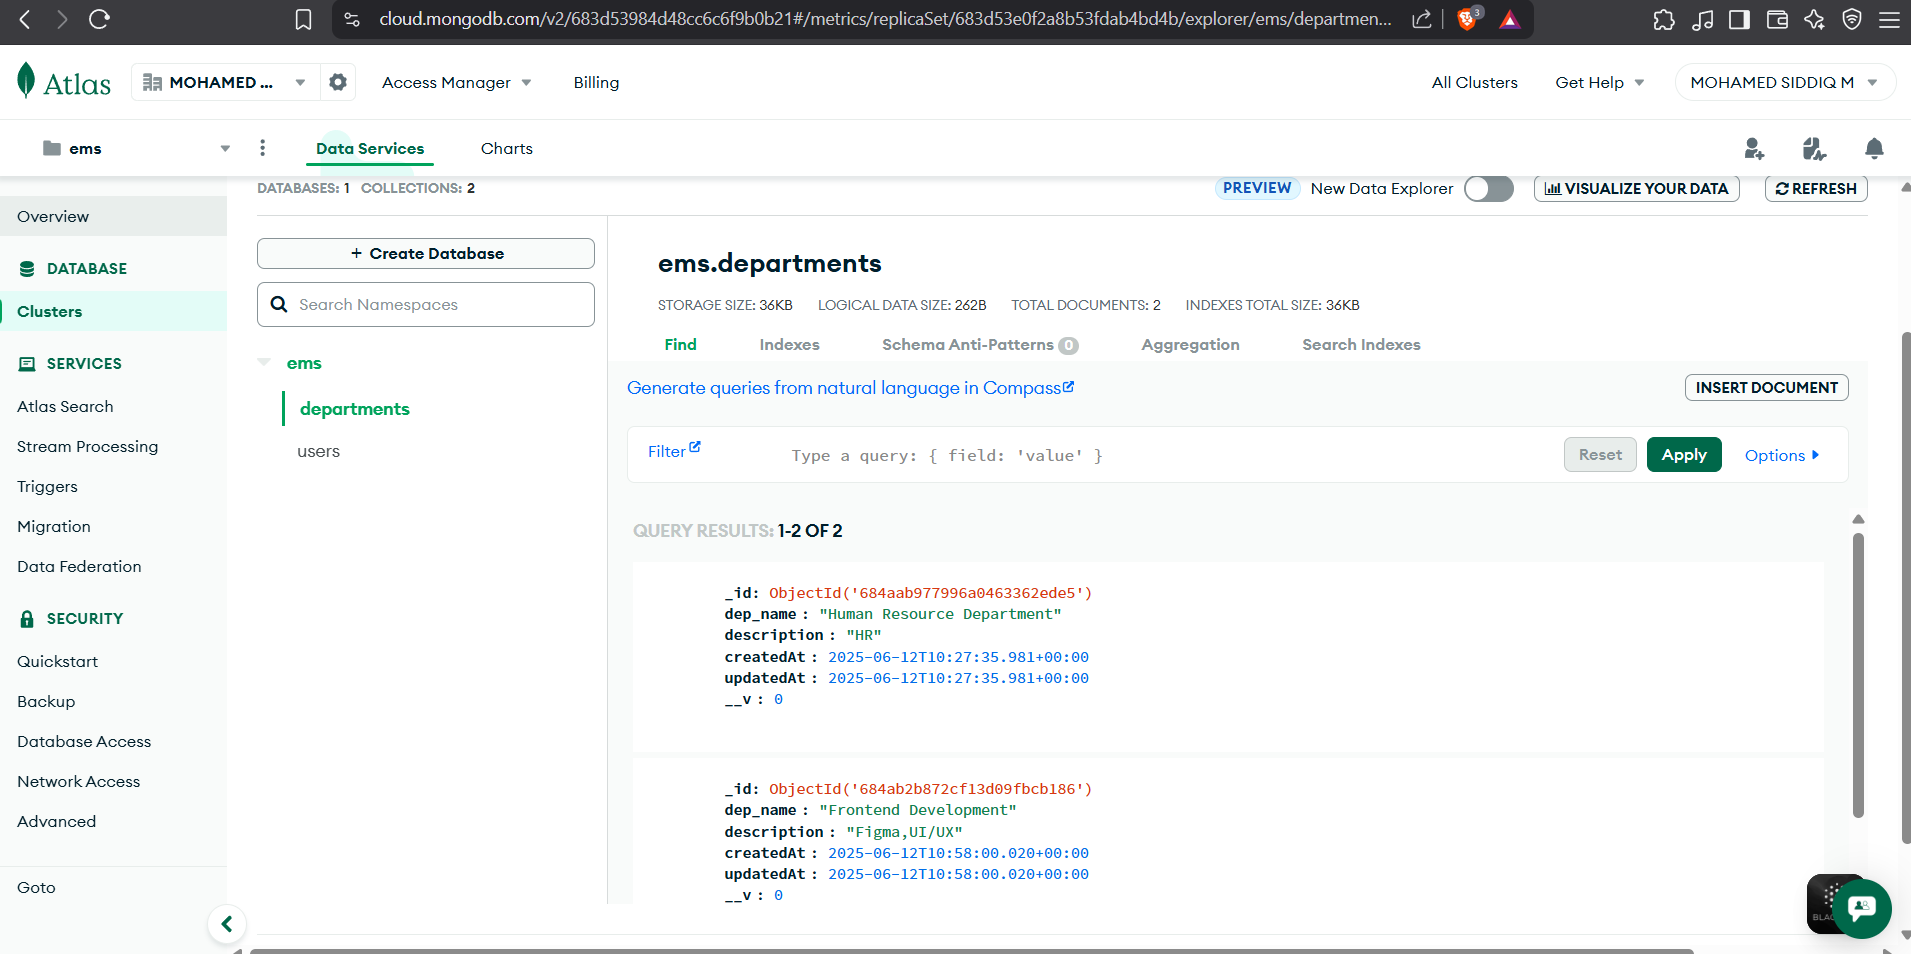 cloud.mongodb.com/v2/683d53984d48cc6c6f9b0b21#/metrics/replicaSet/683d53e0f2a8b53fdab4bd4b/explorer/ems/departmen...
3
Atlas
MOHAMED ...
Access Manager
Billing
All Clusters
Get Help
MOHAMED SIDDIQ M
ems
Data Services
Charts
DATABASES: 1 COLLECTIONS: 2
PREVIEW
New Data Explorer
VISUALIZE YOUR DATA
REFRESH
Overview
DATABASE
Clusters
SERVICES
Atlas Search
Stream Processing
Triggers
Migration
Data Federation
SECURITY
Quickstart
Backup
Database Access
Network Access
Advanced
Goto
+ Create Database
Search Namespaces
ems
departments
users
ems.departments
STORAGE SIZE: 36KB LOGICAL DATA SIZE: 262B TOTAL DOCUMENTS: 2 INDEXES TOTAL SIZE: 36KB
Find
Indexes
Schema Anti-Patterns 0
Aggregation
Search Indexes
Generate queries from natural language in Compass
INSERT DOCUMENT
Filter
Type a query: { field: 'value' }
Reset
Apply
Options
QUERY RESULTS: 1-2 OF 2
_id: ObjectId('684aab977996a0463362ede5')
dep_name : "Human Resource Department"
description : "HR"
createdAt : 2025-06-12T10:27:35.981+00:00
updatedAt : 2025-06-12T10:27:35.981+00:00
__v : 0
_id: ObjectId('684ab2b872cf13d09fbcb186')
dep_name : "Frontend Development"
description : "Figma,UI/UX"
createdAt : 2025-06-12T10:58:00.020+00:00
updatedAt : 2025-06-12T10:58:00.020+00:00
__v : 0